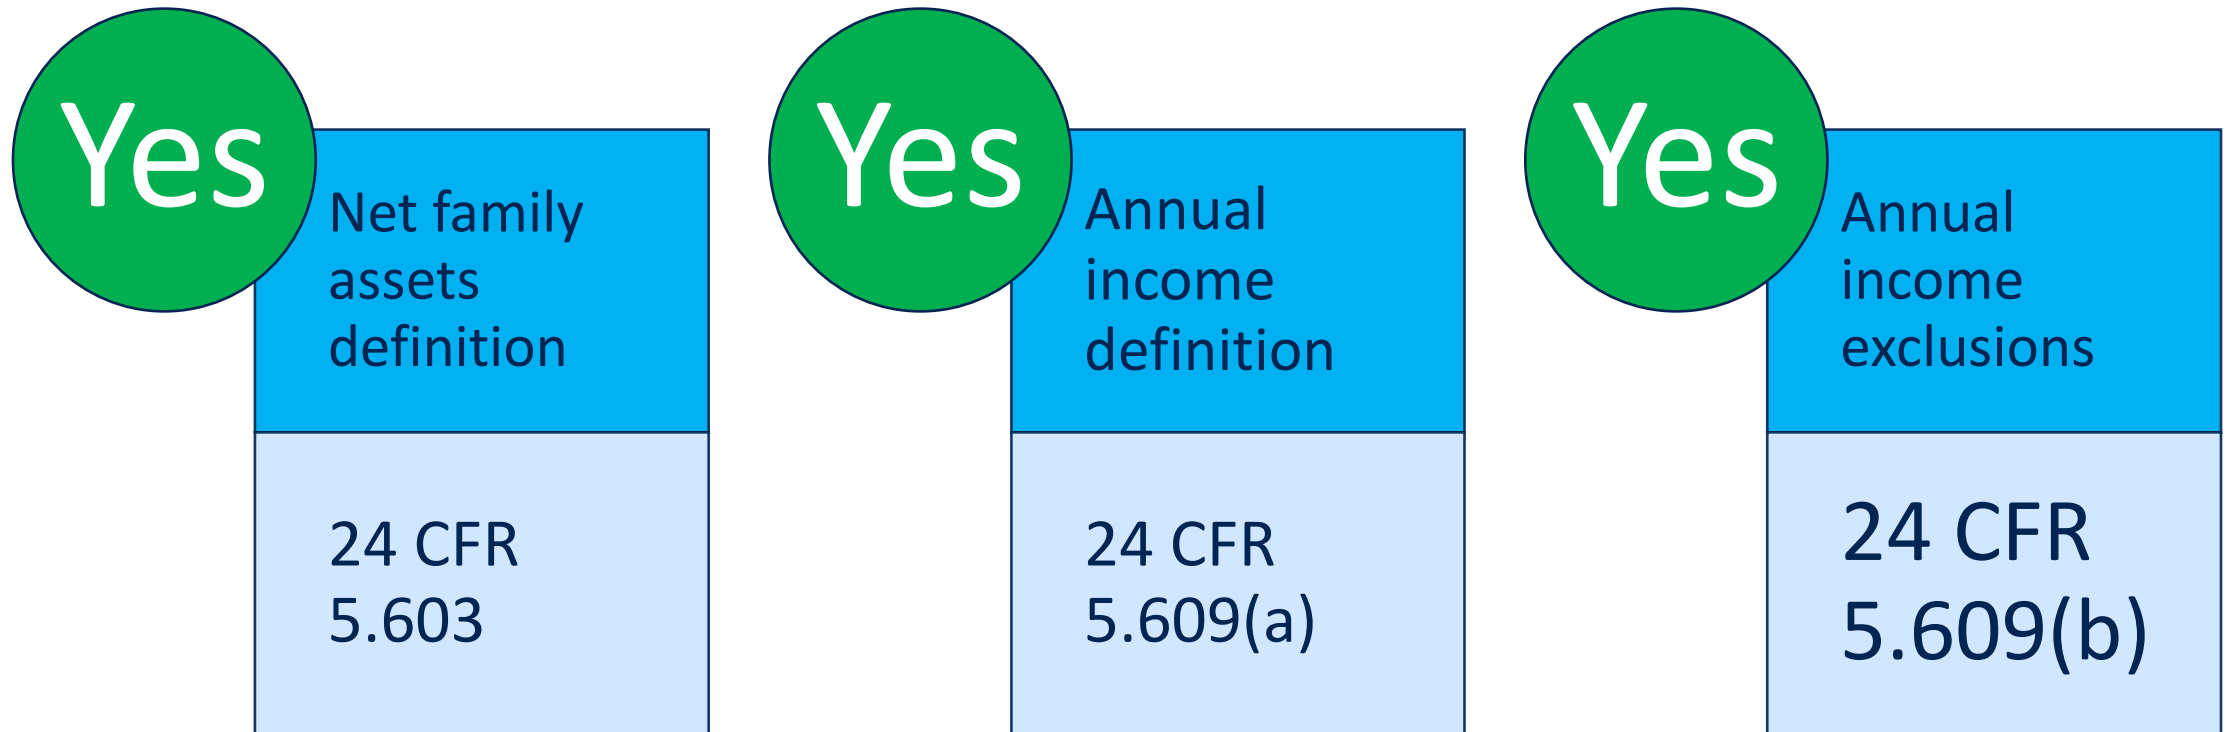 Yes
Net family
assets
definition
24 CFR
5.603
Yes
Annual
income
definition
24 CFR
5.609(a)
Yes
Annual
income
exclusions
24 CFR
5.609(b)